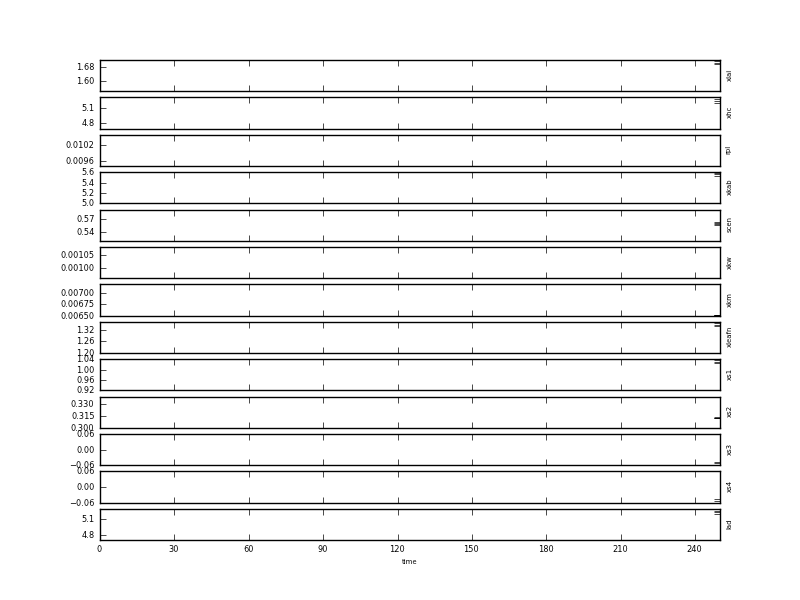 1.68
1.60
xlai
5.1
4.8
xhc
0.0102
0.0096
rpl
5.6
5.4
5.2
5.0
xkab
0.57
0.54
scen
0.00105
0.00100
xkw
0.00700
0.00675
0.00650
xkm
1.32
1.26
1.20
xleafn
1.04
1.00
0.96
0.92
xs1
0.330
0.315
0.300
xs2
0.06
0.00
−0.06
xs3
0.06
0.00
−0.06
xs4
5.1
4.8
lad
0 30 60 90 120 150 180 210 240
time